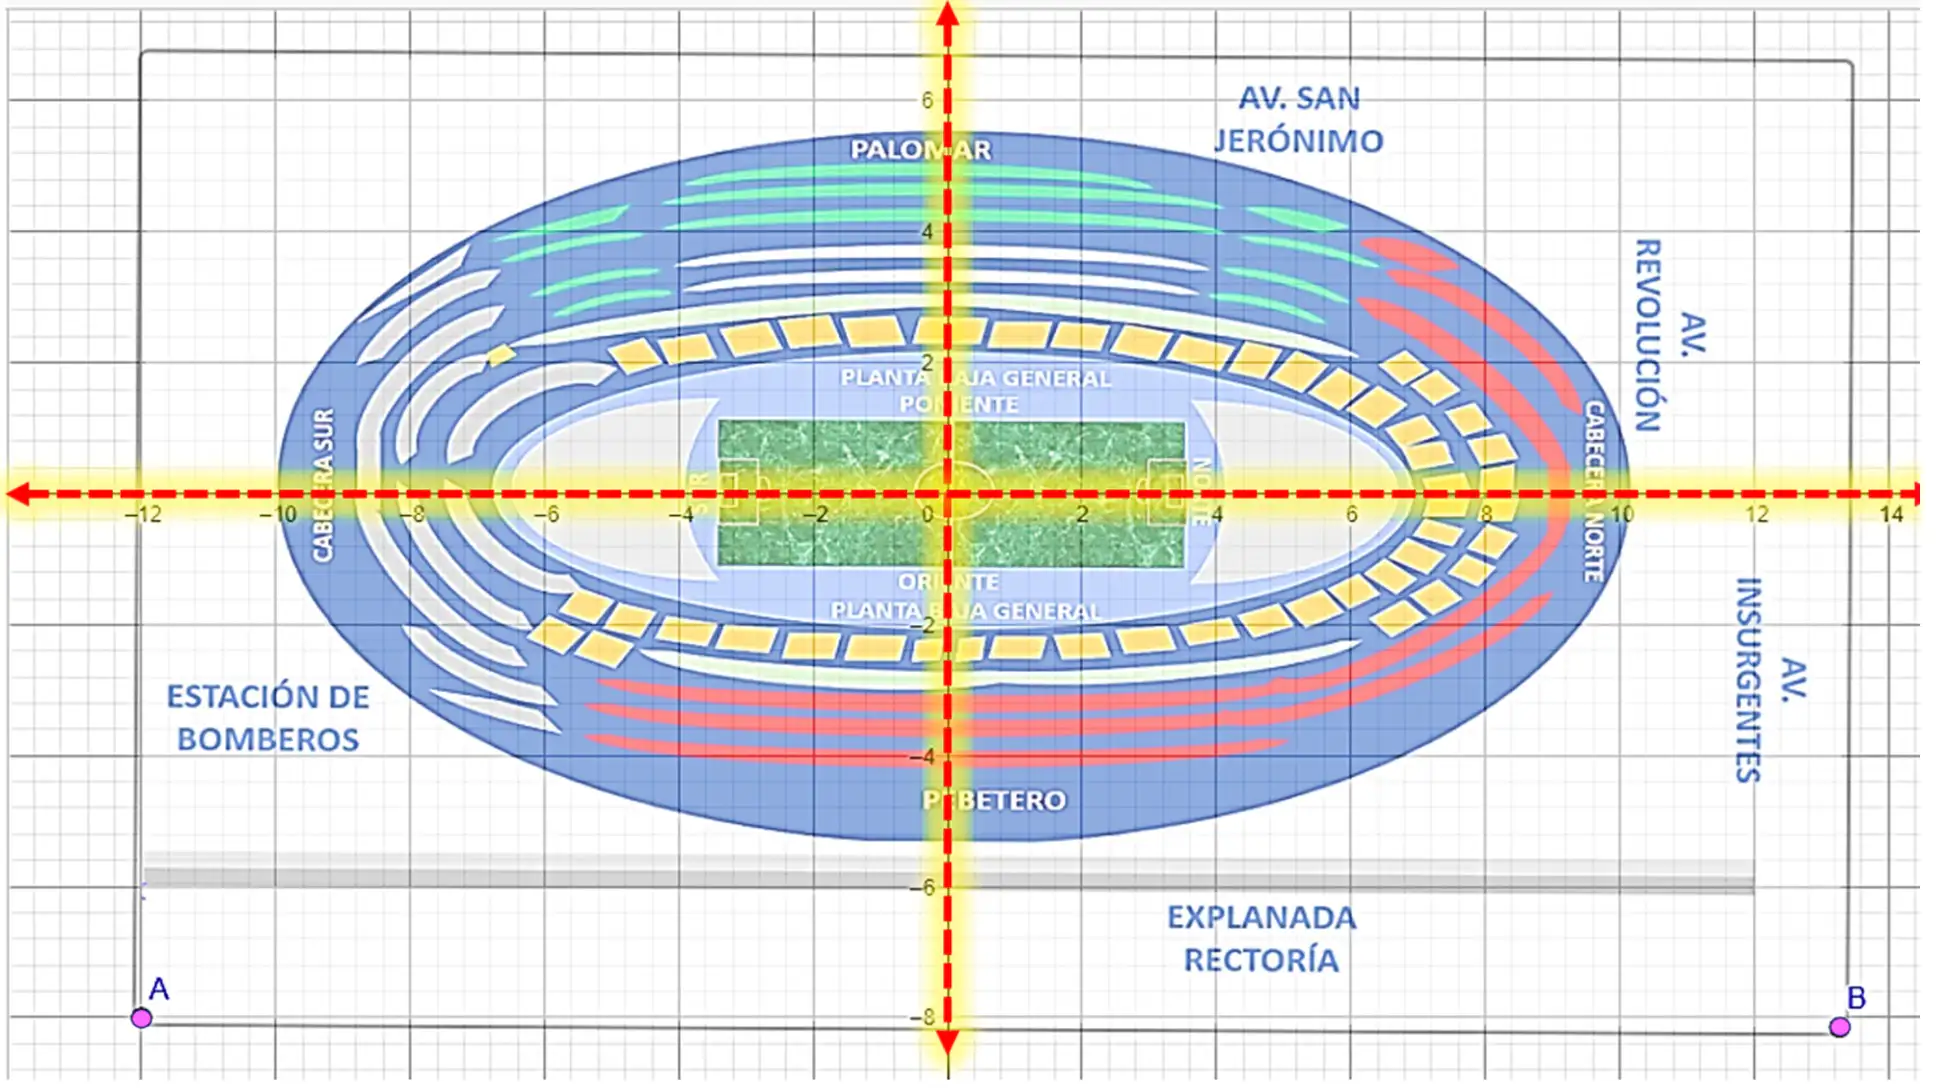 AV. SAN
JERÓNIMO
6
PALOMAR
4
AV.
REVOLUCIÓN
2
PLANTA BAJA GENERAL
PONIENTE
CABECERA SUR
SUR
NORTE
CABECERA NORTE
−12
−10
−8
−6
−4
−2
0
2
4
6
8
10
12
14
ORIENTE
PLANTA BAJA GENERAL
−2
AV.
INSURGENTES
ESTACIÓN DE
BOMBEROS
−4
PEBETERO
−6
EXPLANADA
RECTORÍA
A
B
−8